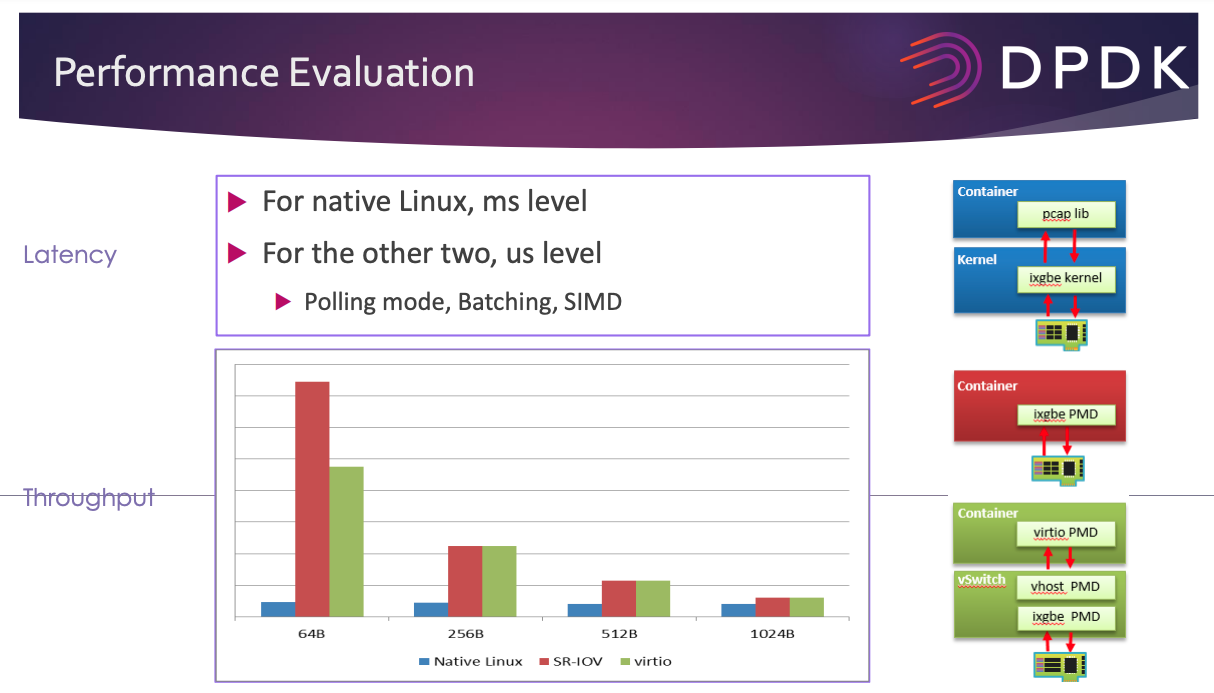 Performance Evaluation
DPDK
Latency
For native Linux, ms level
For the other two, us level
Polling mode, Batching, SIMD
Throughput
64B
256B
512B
1024B
Native Linux
SR-IOV
virtio
Container
pcap lib
Kernel
ixgbe kernel
Container
ixgbe PMD
Container
virtio PMD
vSwitch
vhost PMD
ixgbe PMD